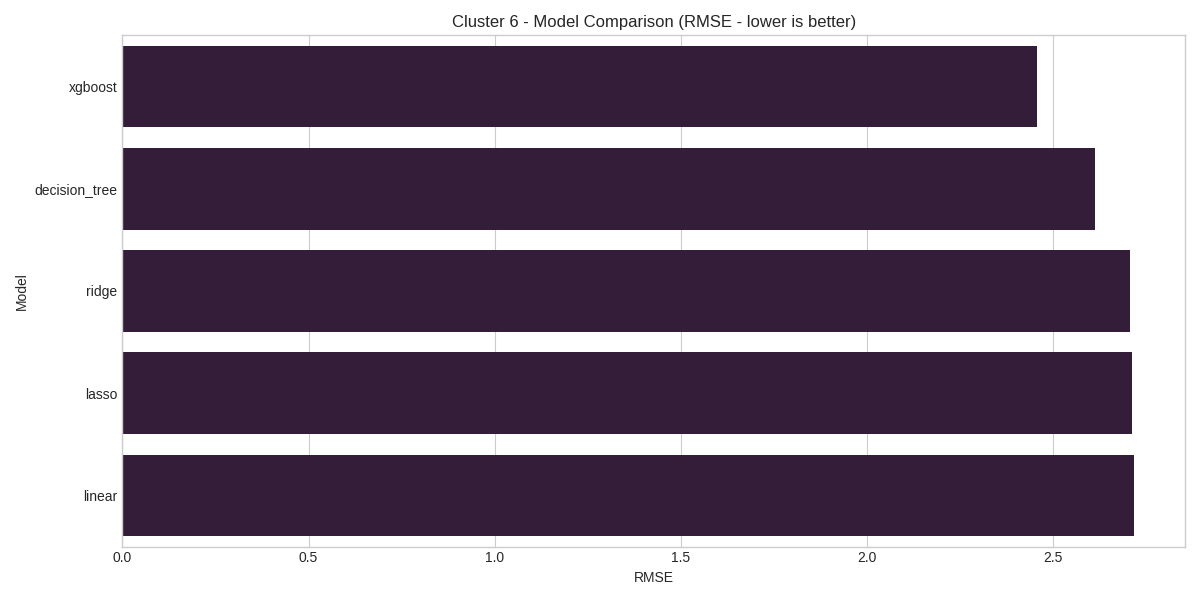 Cluster 6 - Model Comparison (RMSE - lower is better)
Model
xgboost
decision_tree
ridge
lasso
linear
0.0 0.5 1.0 1.5 2.0 2.5
RMSE